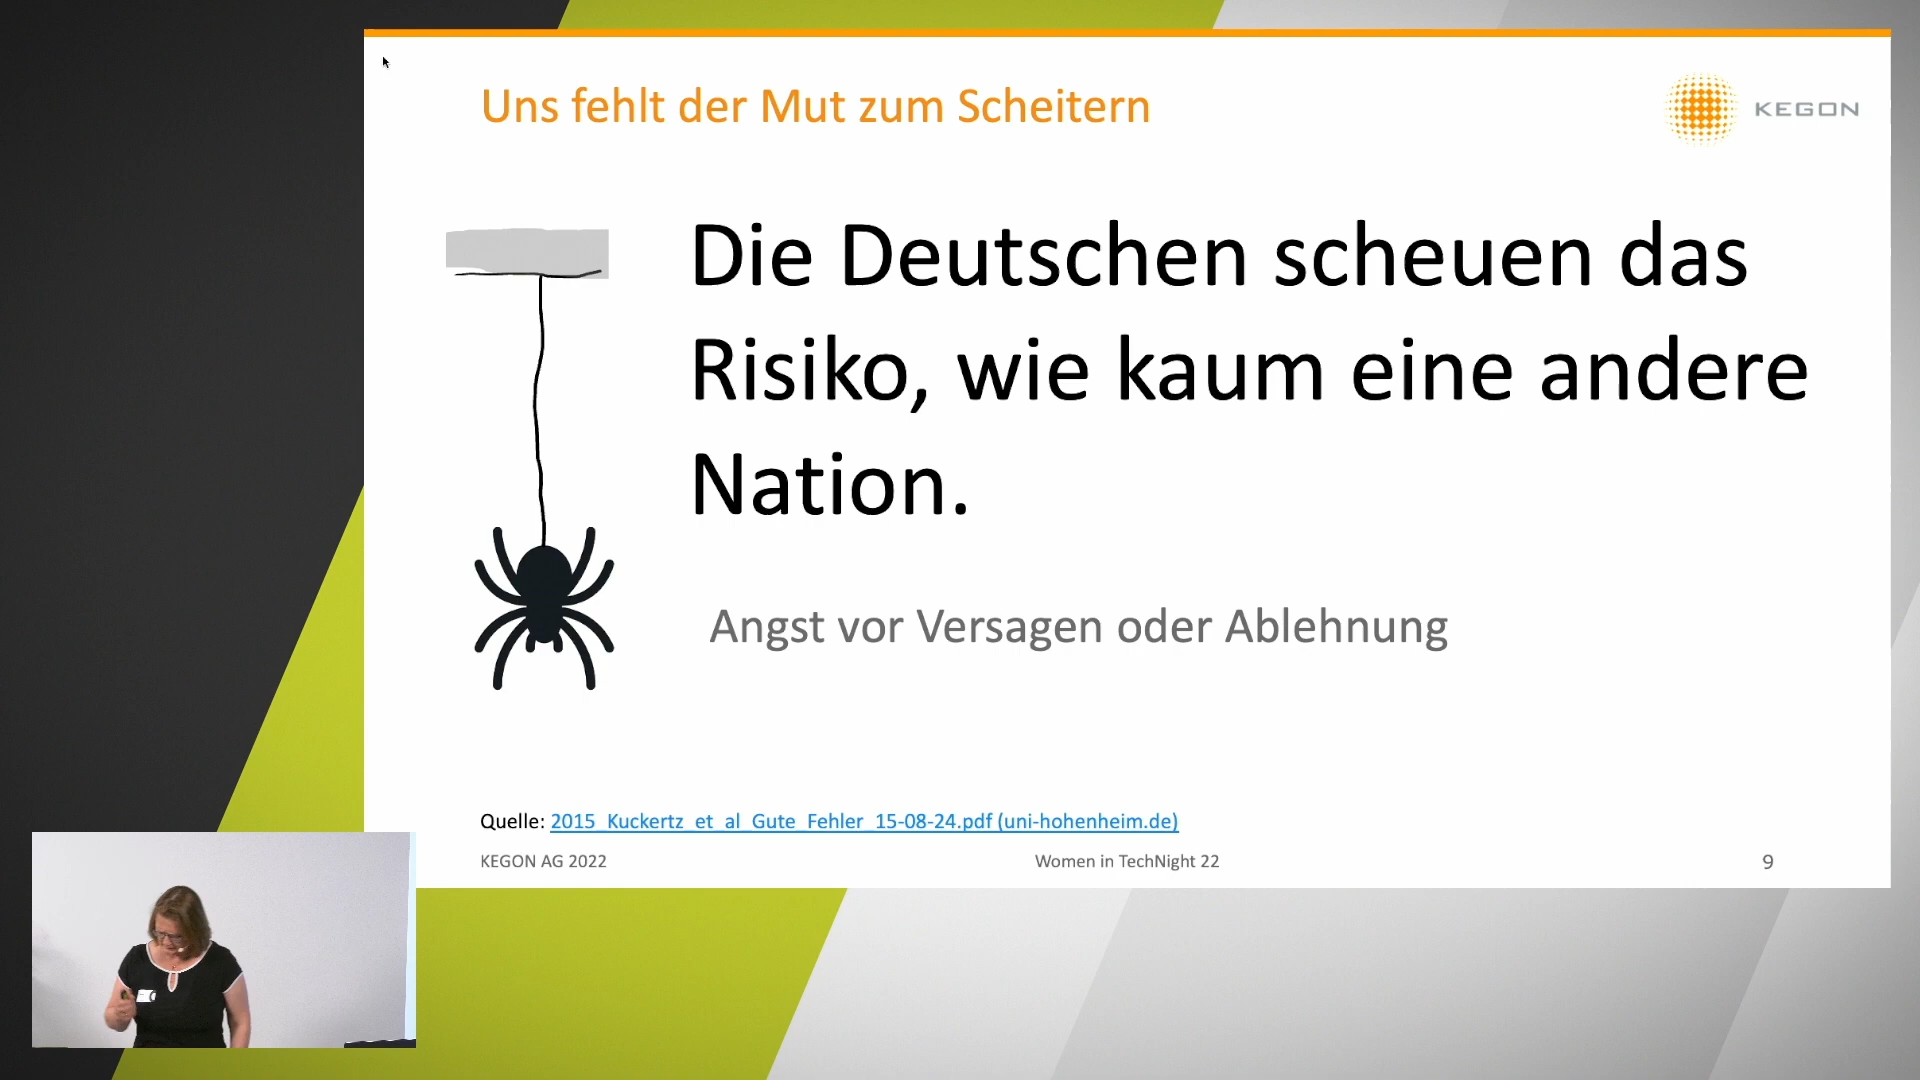 Uns fehlt der Mut zum Scheitern
KEGON
Die Deutschen scheuen das
Risiko, wie kaum eine andere
Nation.
Angst vor Versagen oder Ablehnung
Quelle: 2015_Kuckertz_et_al_Gute_Fehler_15-08-24.pdf (uni-hohenheim.de)
KEGON AG 2022
Women in TechNight 22
9